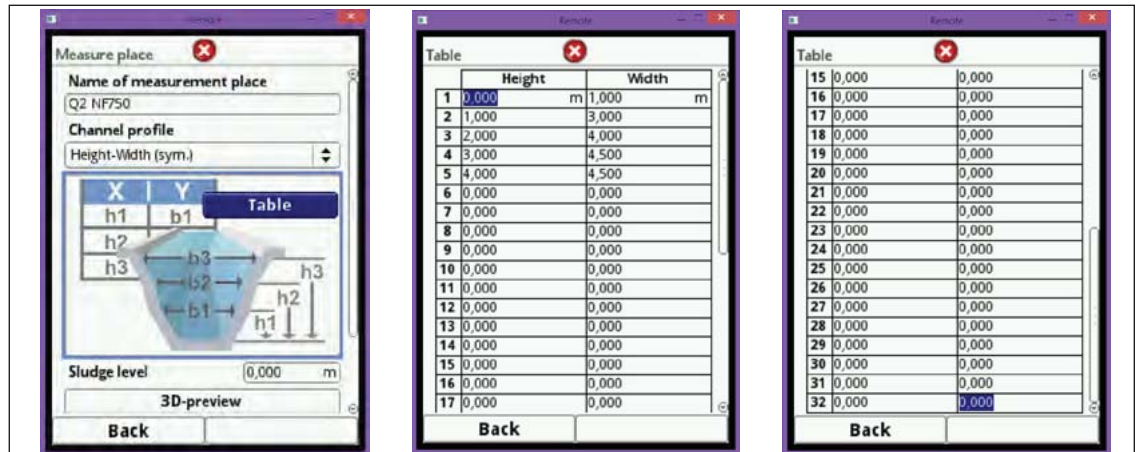 Remote
Measure place
Name of measurement place
Q2 NF750
Channel profile
Height-Width (sym.)
X Y
Table
h1 b1
h2
h3
b3
b2
b1
h3
h2
h1
Sludge level 0,000 m
3D-preview
Back
Remote
Table
Height Width
1 0,000 m 1,000 m
2 1,000 3,000
3 2,000 4,000
4 3,000 4,500
5 4,000 4,500
6 0,000 0,000
7 0,000 0,000
8 0,000 0,000
9 0,000 0,000
10 0,000 0,000
11 0,000 0,000
12 0,000 0,000
13 0,000 0,000
14 0,000 0,000
15 0,000 0,000
16 0,000 0,000
17 0,000 0,000
Back
Remote
Table
15 0,000 0,000
16 0,000 0,000
17 0,000 0,000
18 0,000 0,000
19 0,000 0,000
20 0,000 0,000
21 0,000 0,000
22 0,000 0,000
23 0,000 0,000
24 0,000 0,000
25 0,000 0,000
26 0,000 0,000
27 0,000 0,000
28 0,000 0,000
29 0,000 0,000
30 0,000 0,000
31 0,000 0,000
32 0,000 0,000
Back